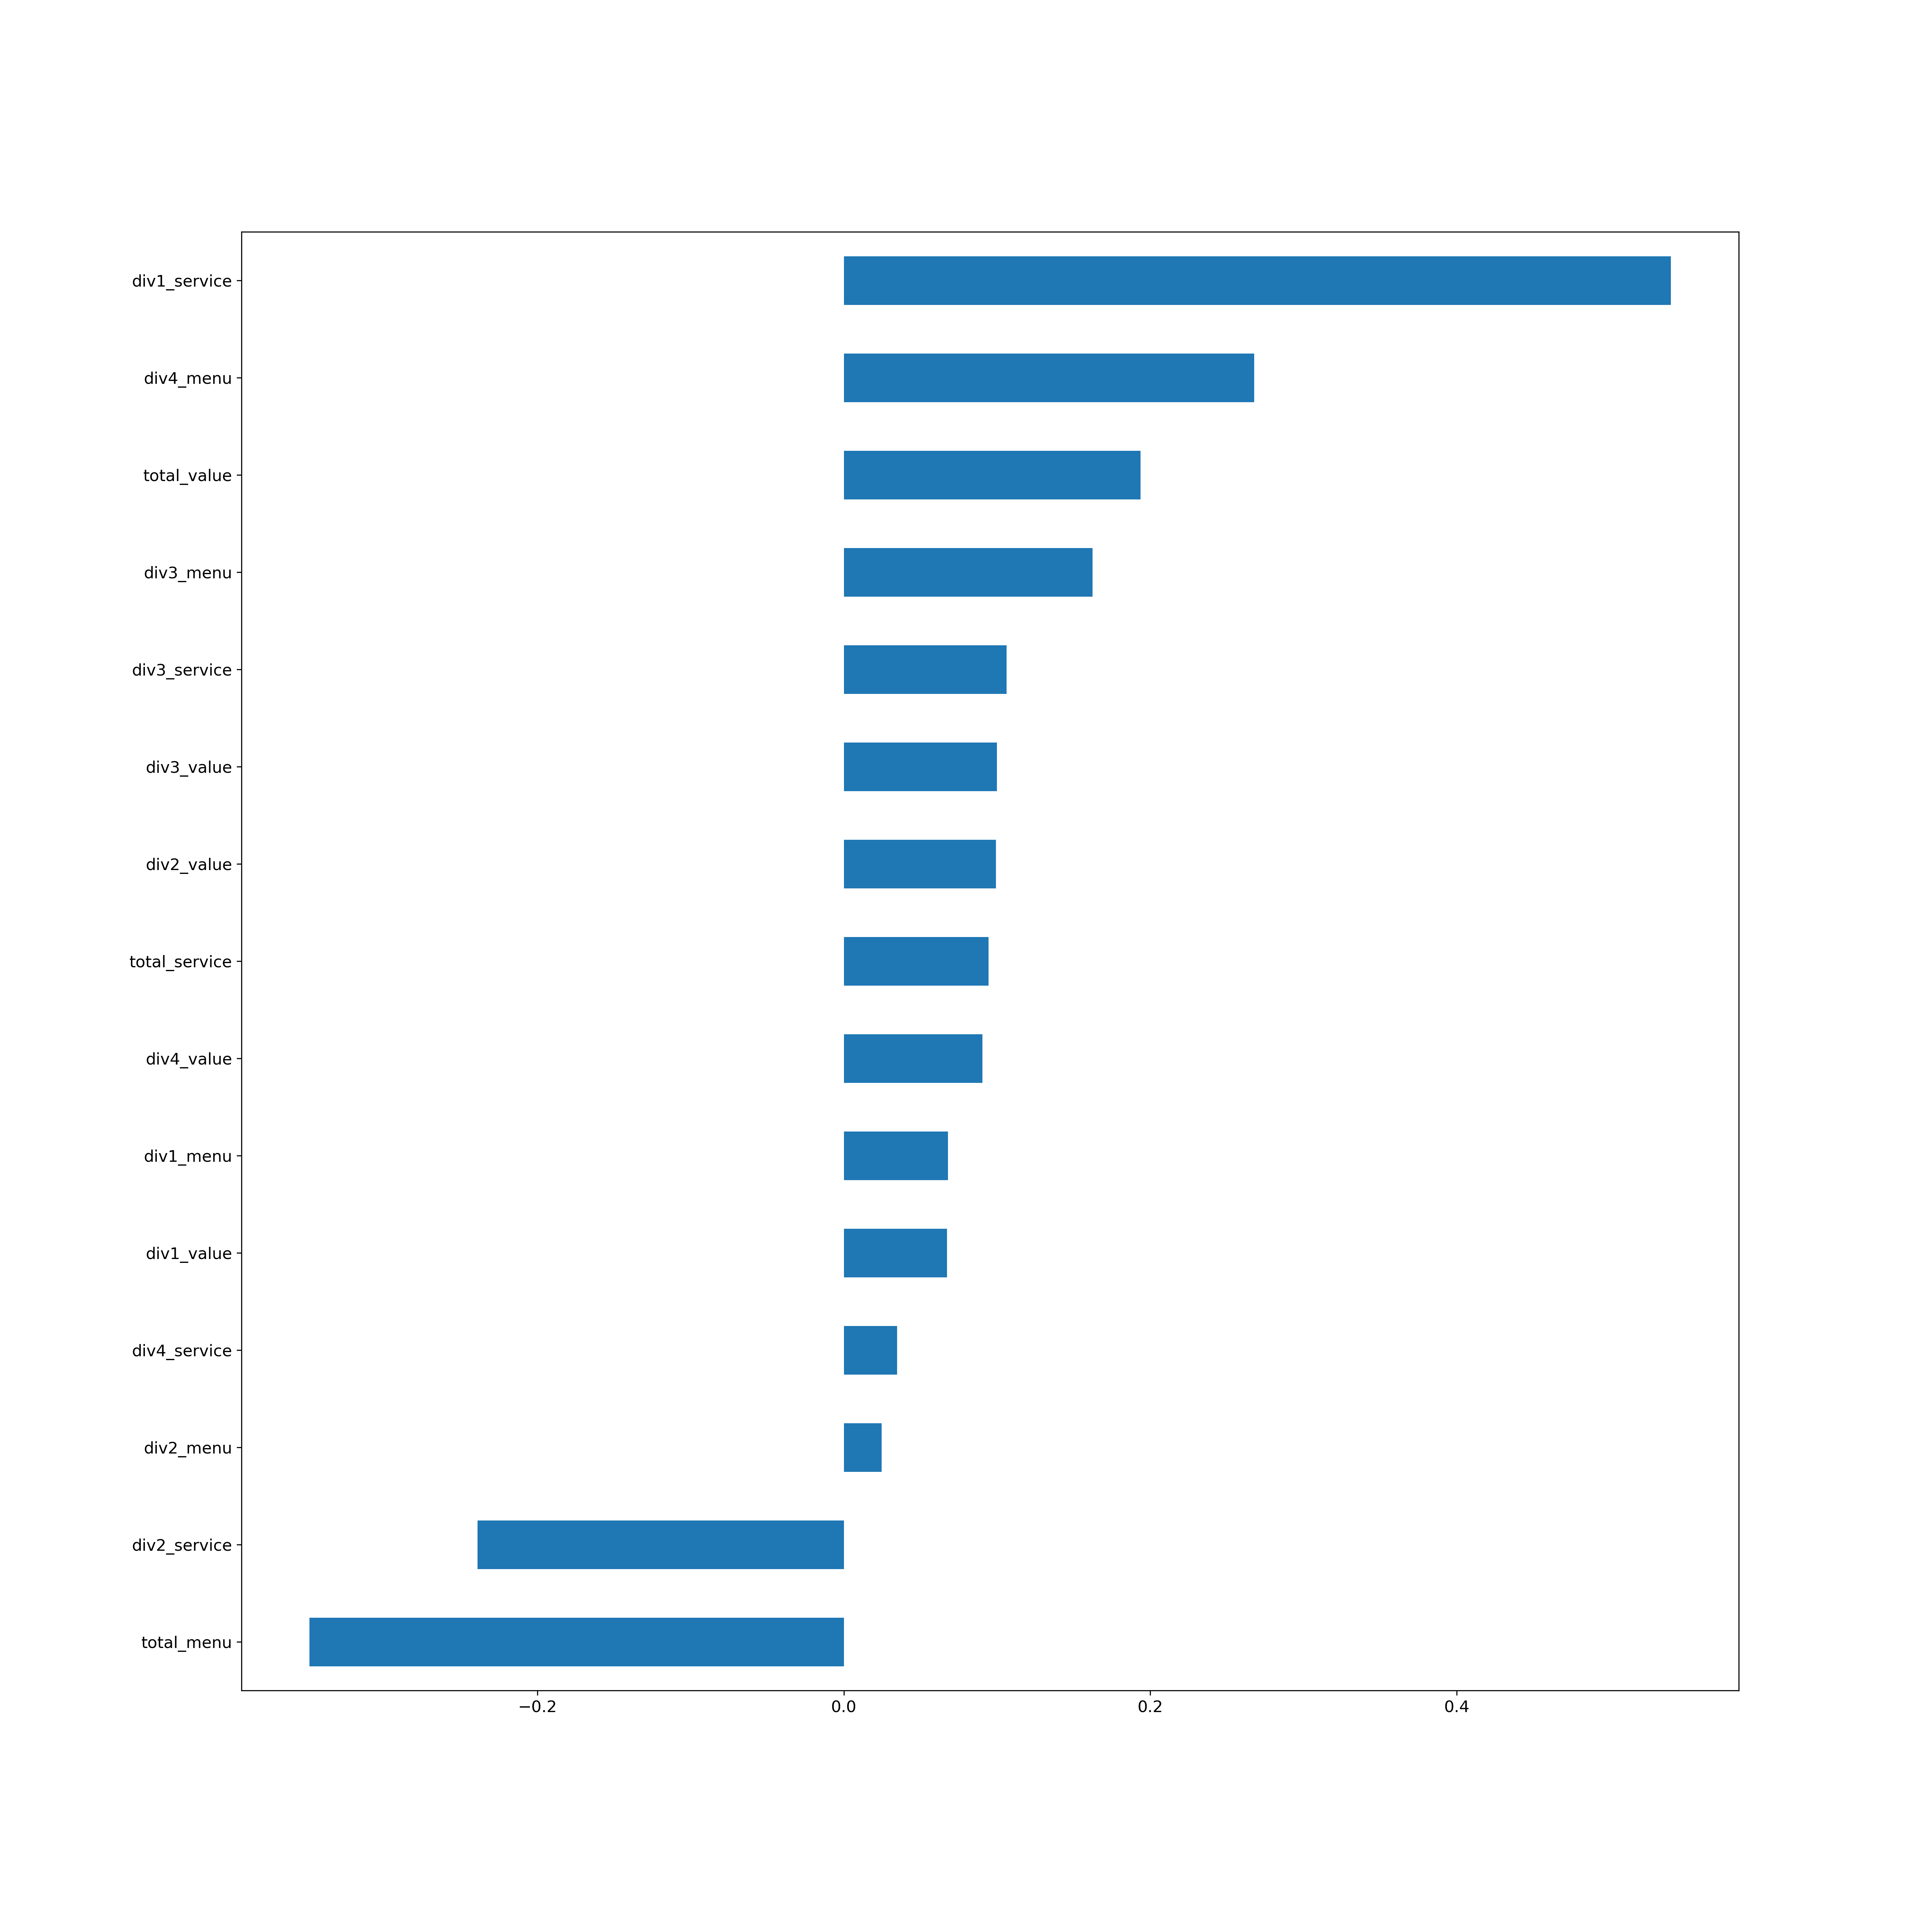 div1_service
div4_menu
total_value
div3_menu
div3_service
div3_value
div2_value
total_service
div4_value
div1_menu
div1_value
div4_service
div2_menu
div2_service
total_menu
−0.2 0.0 0.2 0.4